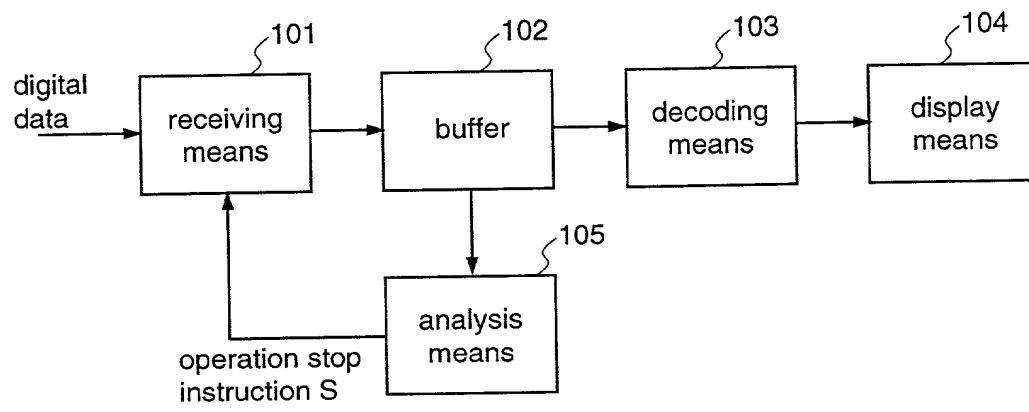 101
102
103
104
digital
data
receiving
means
buffer
decoding
means
display
means
105
analysis
means
operation stop
instruction S